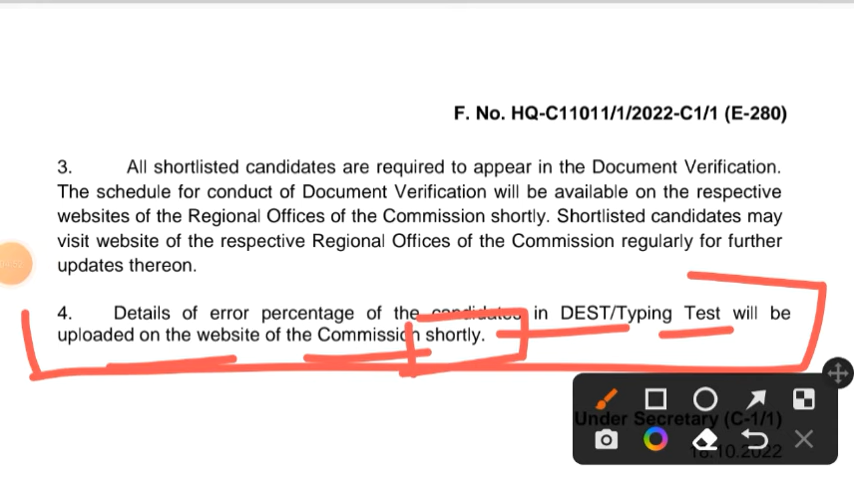 F. No. HQ-C11011/1/2022-C1/1 (E-280)
3. All shortlisted candidates are required to appear in the Document Verification.
The schedule for conduct of Document Verification will be available on the respective
websites of the Regional Offices of the Commission shortly. Shortlisted candidates may
visit website of the respective Regional Offices of the Commission regularly for further
updates thereon.
4. Details of error percentage of the candidates in DEST/Typing Test will be
uploaded on the website of the Commission shortly.
Under Secretary (C-1/1)
.10.2022